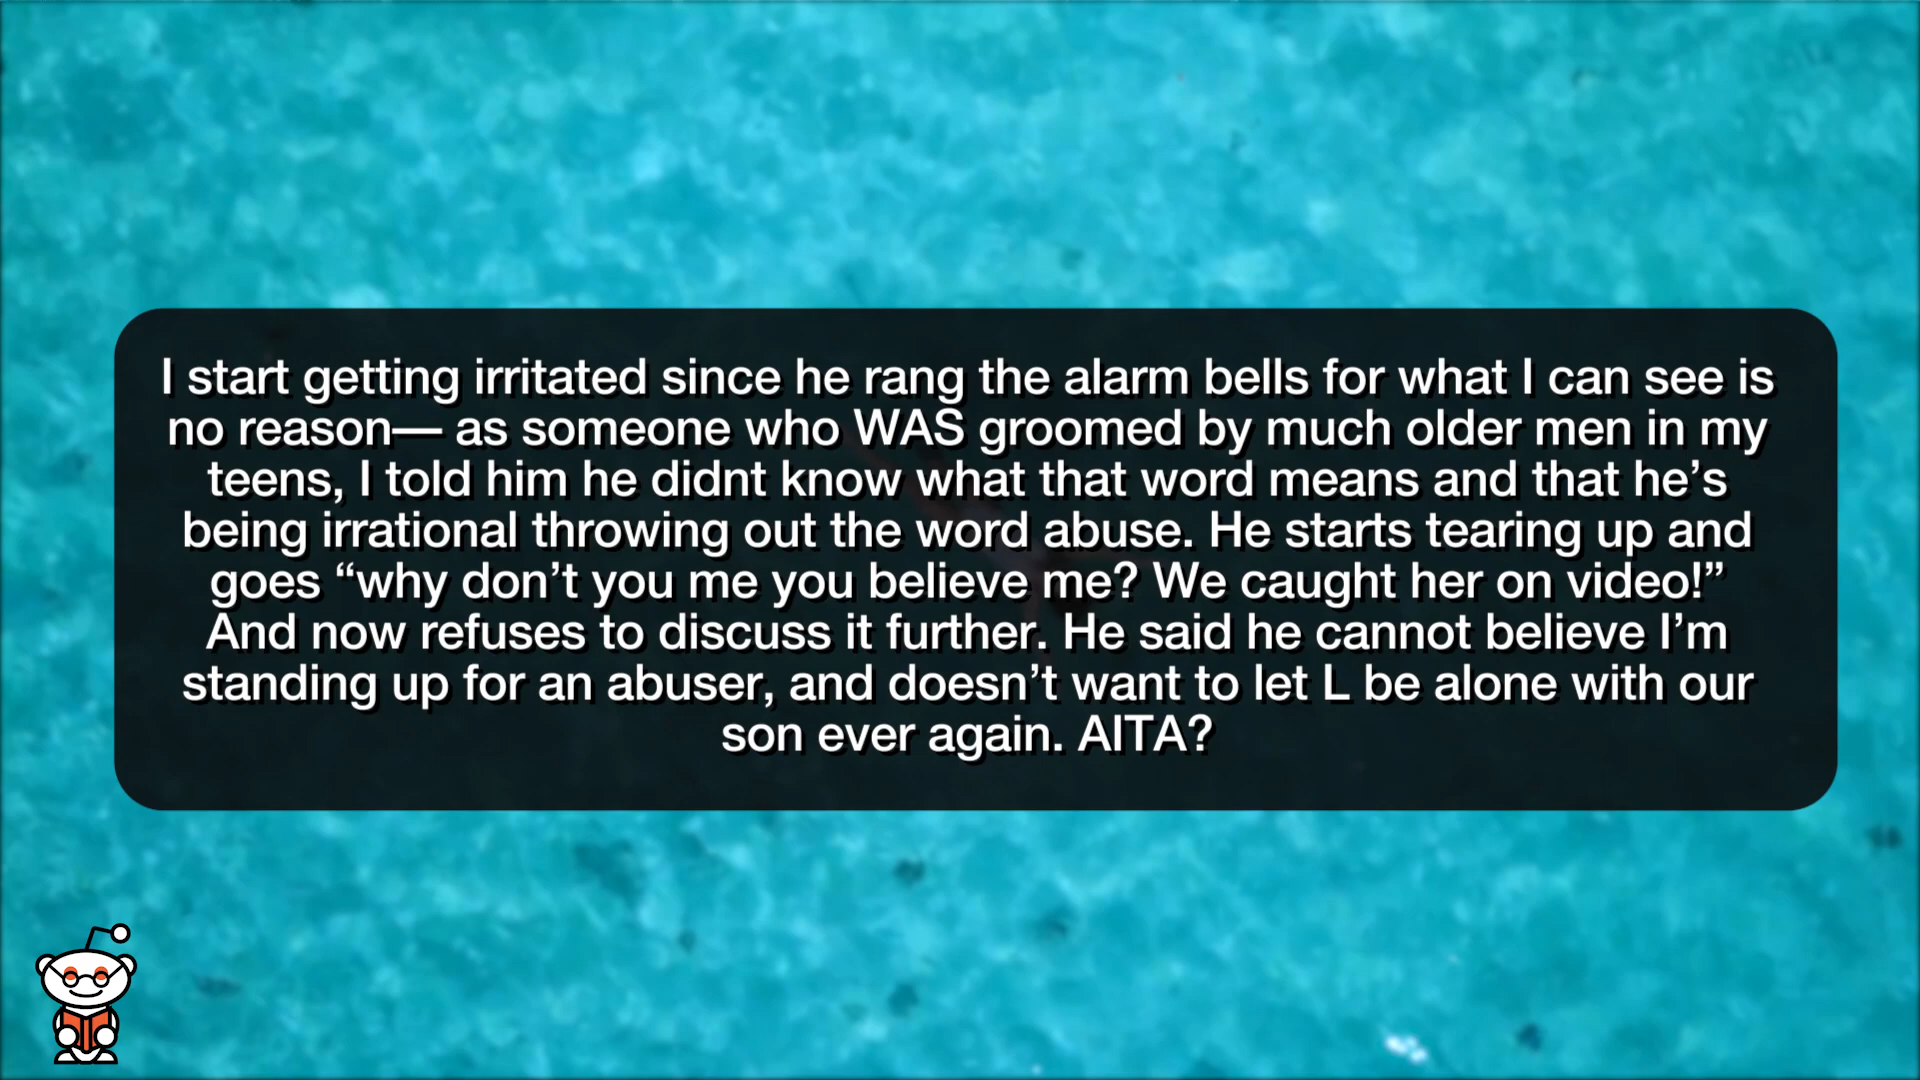 I start getting irritated since he rang the alarm bells for what I can see is
no reason— as someone who WAS groomed by much older men in my
teens, I told him he didnt know what that word means and that he’s
being irrational throwing out the word abuse. He starts tearing up and
goes “why don’t you me you believe me? We caught her on video!”
And now refuses to discuss it further. He said he cannot believe I’m
standing up for an abuser, and doesn’t want to let L be alone with our
son ever again. AITA?